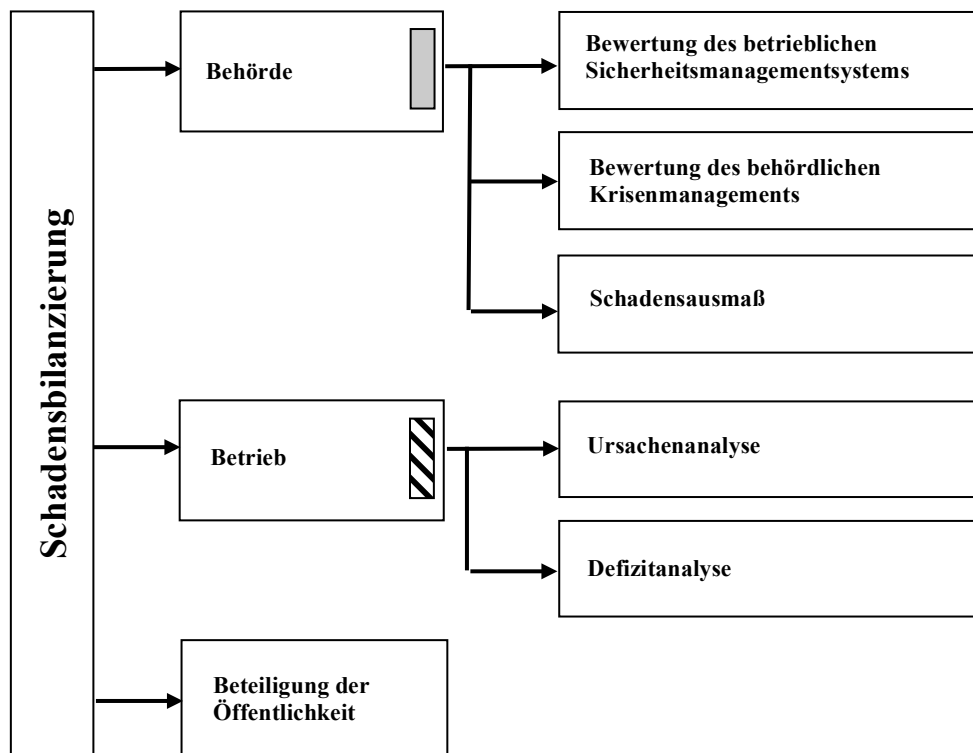 Schadensbilanzierung
Behörde
Bewertung des betrieblichen
Sicherheitsmanagementsystems
Bewertung des behördlichen
Krisenmanagements
Schadensausmaß
Betrieb
Ursachenanalyse
Defizitanalyse
Beteiligung der
Öffentlichkeit